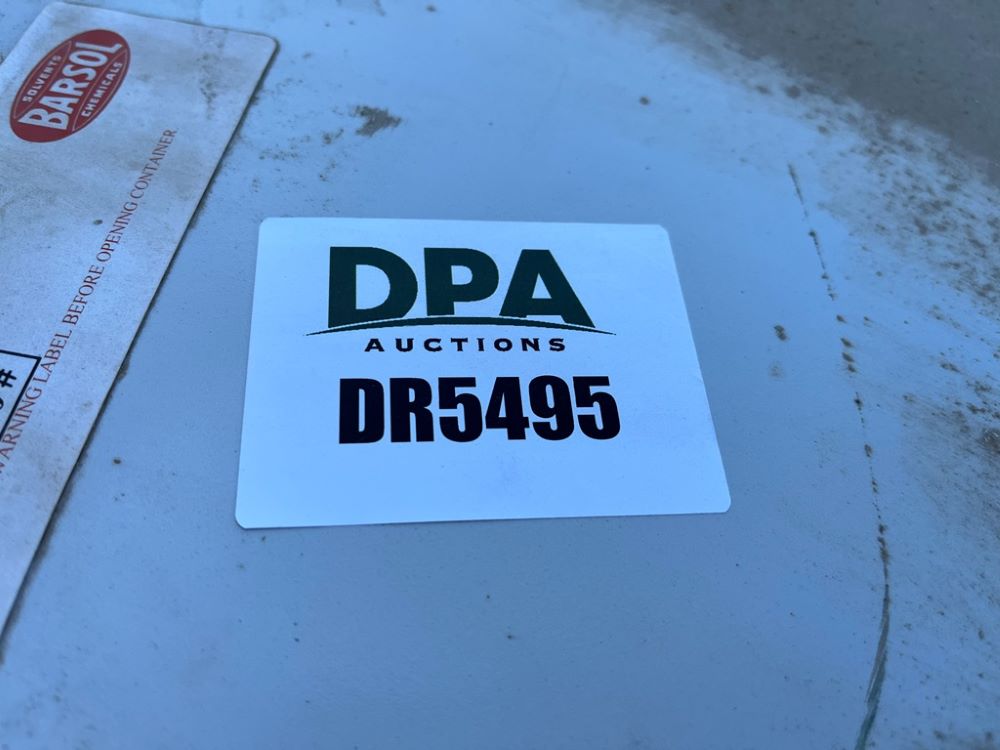 SOLVENTS
BARSOL
CHEMICALS
WARNING LABEL BEFORE OPENING CONTAINER
#
DPA
AUCTIONS
DR5495